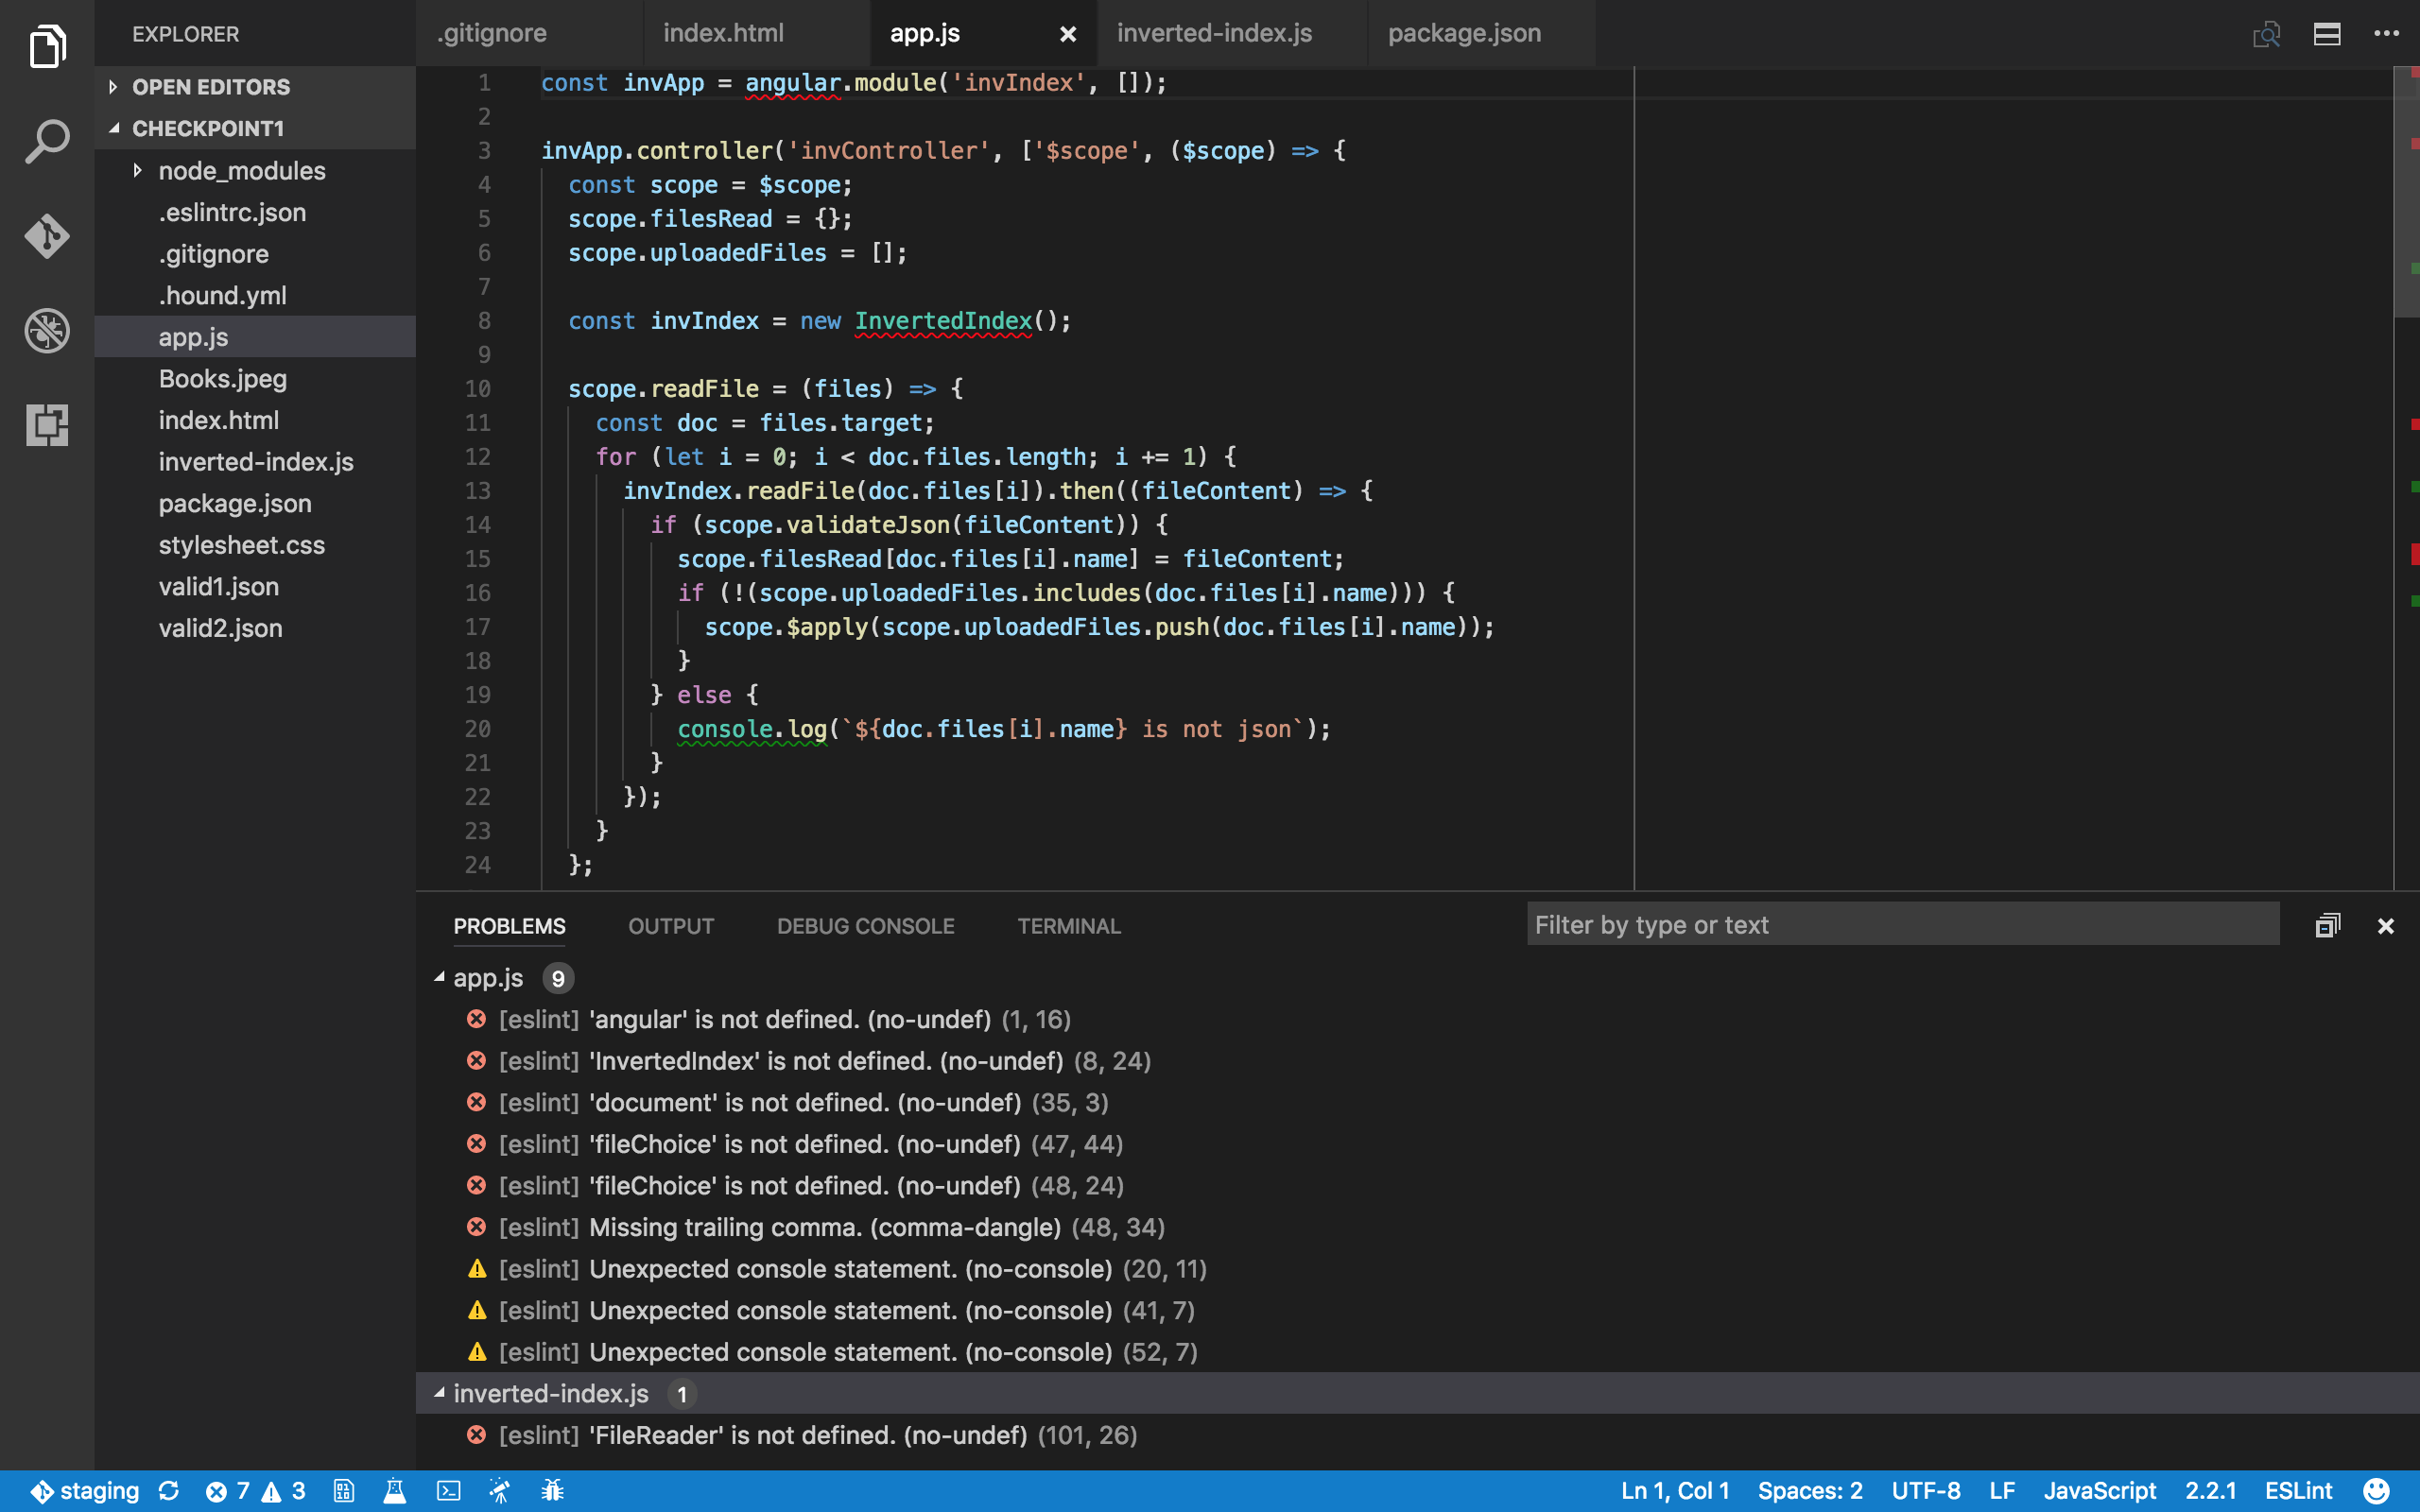 EXPLORER
OPEN EDITORS
CHECKPOINT1
node_modules
.eslintrc.json
.gitignore
.hound.yml
app.js
Books.jpeg
index.html
inverted-index.js
package.json
stylesheet.css
valid1.json
valid2.json
.gitignore index.html app.js inverted-index.js package.json
1 const invApp = angular.module('invIndex', []);
2
3 invApp.controller('invController', ['$scope', ($scope) => {
4 const scope = $scope;
5 scope.filesRead = {};
6 scope.uploadedFiles = [];
7
8 const invIndex = new InvertedIndex();
9
10 scope.readFile = (files) => {
11 const doc = files.target;
12 for (let i = 0; i < doc.files.length; i += 1) {
13 invIndex.readFile(doc.files[i]).then((fileContent) => {
14 if (scope.validateJson(fileContent)) {
15 scope.filesRead[doc.files[i].name] = fileContent;
16 if (!(scope.uploadedFiles.includes(doc.files[i].name))) {
17 scope.$apply(scope.uploadedFiles.push(doc.files[i].name));
18 }
19 } else {
20 console.log(`${doc.files[i].name} is not json`);
21 }
22 });
23 }
24 };
PROBLEMS OUTPUT DEBUG CONSOLE TERMINAL Filter by type or text
app.js 9
[eslint] 'angular' is not defined. (no-undef) (1, 16)
[eslint] 'InvertedIndex' is not defined. (no-undef) (8, 24)
[eslint] 'document' is not defined. (no-undef) (35, 3)
[eslint] 'fileChoice' is not defined. (no-undef) (47, 44)
[eslint] 'fileChoice' is not defined. (no-undef) (48, 24)
[eslint] Missing trailing comma. (comma-dangle) (48, 34)
[eslint] Unexpected console statement. (no-console) (20, 11)
[eslint] Unexpected console statement. (no-console) (41, 7)
[eslint] Unexpected console statement. (no-console) (52, 7)
inverted-index.js 1
[eslint] 'FileReader' is not defined. (no-undef) (101, 26)
staging 7 3 Ln 1, Col 1 Spaces: 2 UTF-8 LF JavaScript 2.2.1 ESLint